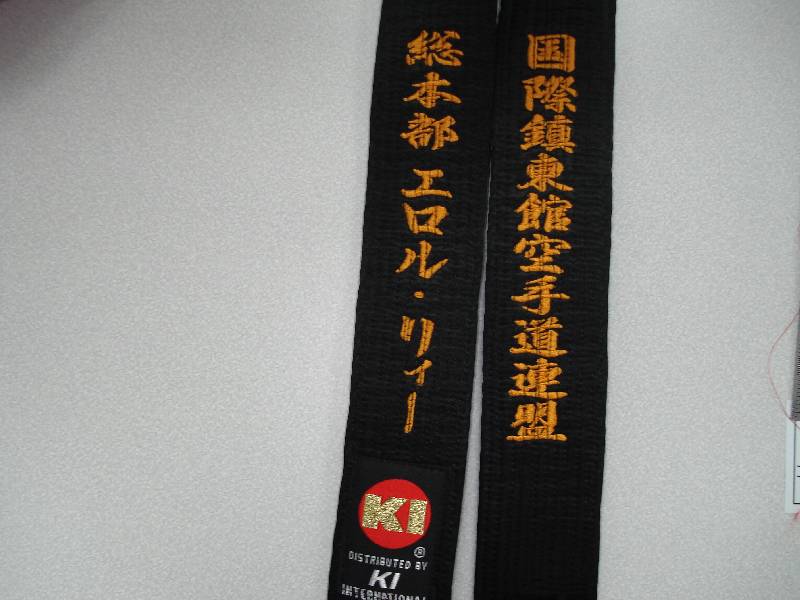 国際鎮東館空手道連盟
総本部 エロル・リィー
KI
®
DISTRIBUTED BY
KI
INTERNATIONAL